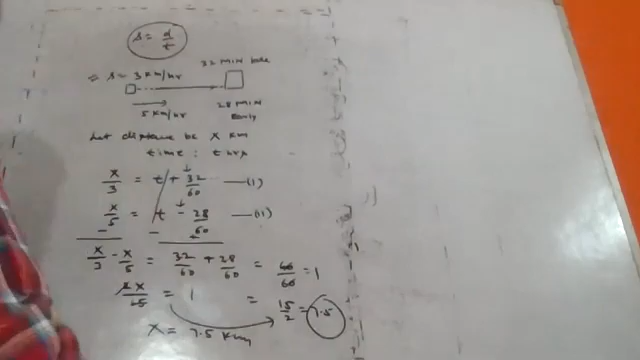 s = d/t
⇒ s = 3 km/hr
32 MIN late
5 km/hr
28 MIN
Early
Let distance be x km
time : t hrs
x/3 = t + 32/60 —(i)
x/5 = t - 28/60 —(ii)
x/3 - x/5 = 32/60 + 28/60 = 60/60 = 1
2x/15 = 1 = 15/2 = 7.5
x = 7.5 km